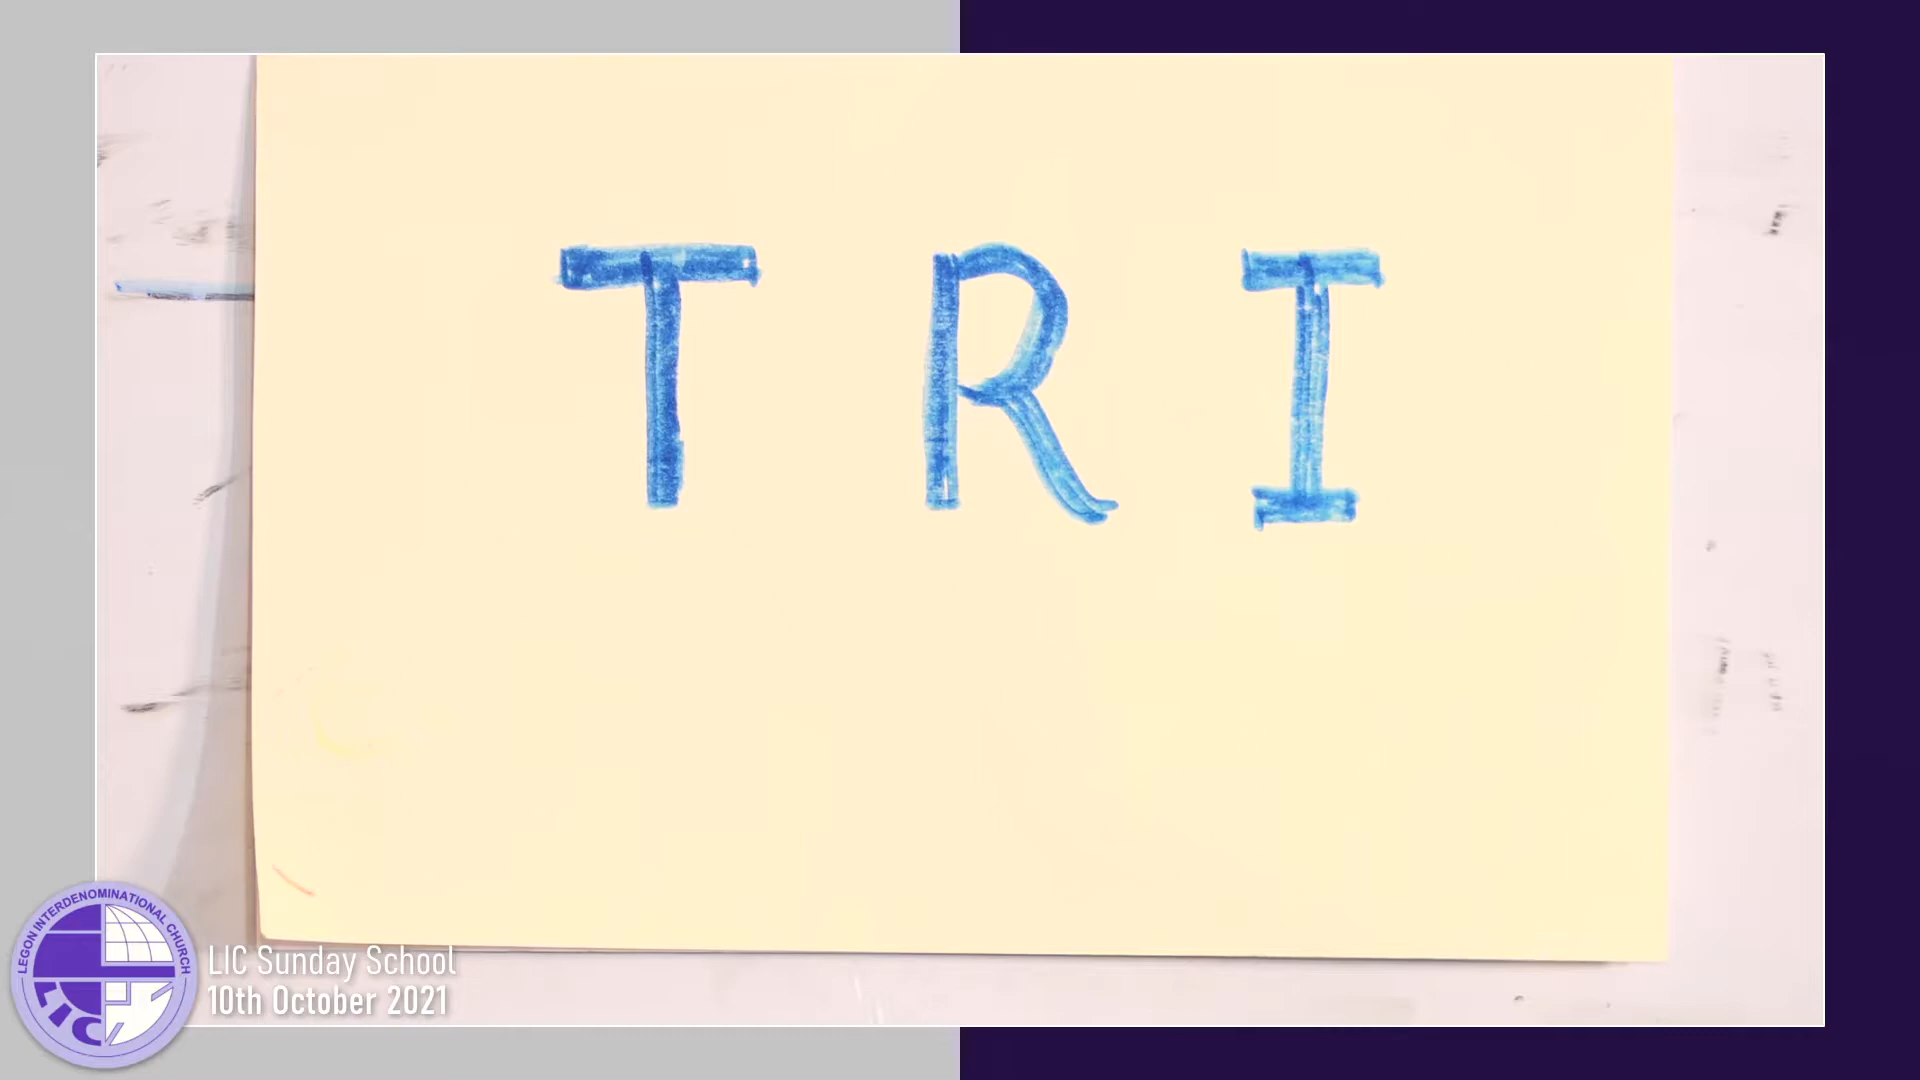 T R I
LEGON INTERDENOMINATIONAL CHURCH
LIC
LIC Sunday School
10th October 2021